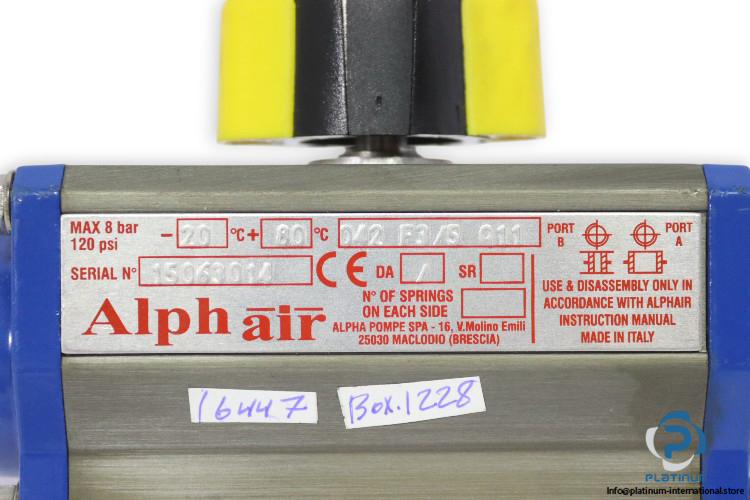 MAX 8 bar
120 psi
- 20 °C + 80 °C 042 F3/S Q11
SERIAL N° 15063014 CE DA / SR
N° OF SPRINGS
ON EACH SIDE
Alph air
ALPHA POMPE SPA - 16, V.Molino Emili
25030 MACLODIO (BRESCIA)
PORT B
PORT A
USE & DISASSEMBLY ONLY IN
ACCORDANCE WITH ALPHAIR
INSTRUCTION MANUAL
MADE IN ITALY
16447
Box.1228
PLATINUM
Info@platinum-international.store